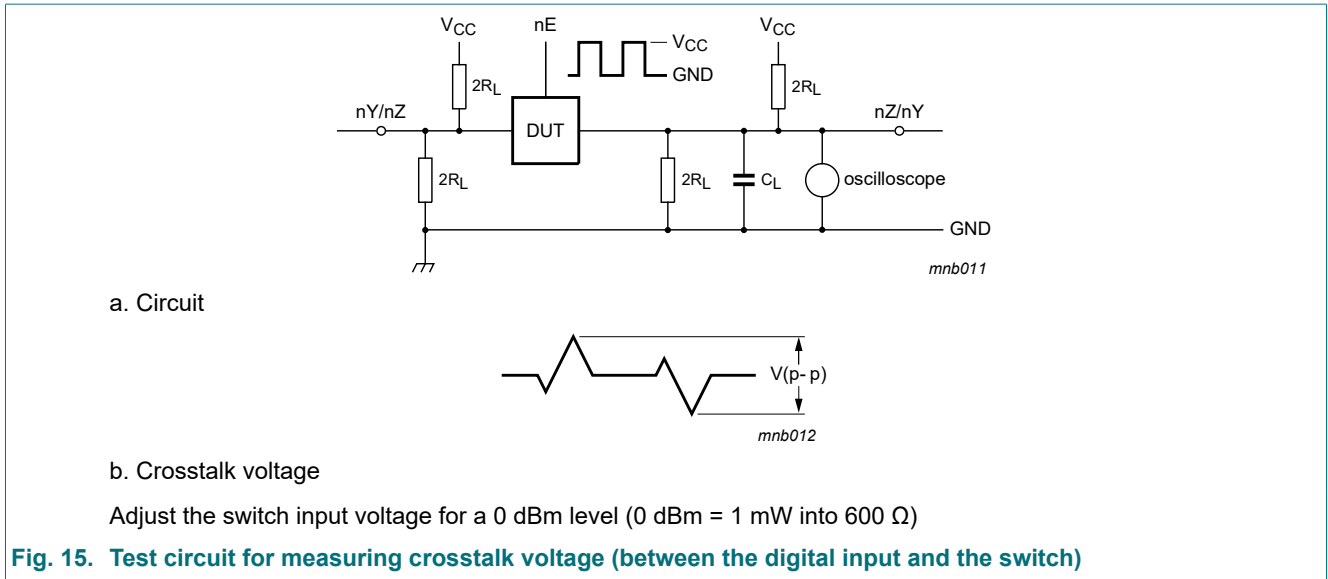 VCC
nE
VCC
GND
VCC
2RL
2RL
nY/nZ
DUT
nZ/nY
2RL
2RL
CL
oscilloscope
GND
mnb011
a. Circuit
V(p- p)
mnb012
b. Crosstalk voltage
Adjust the switch input voltage for a 0 dBm level (0 dBm = 1 mW into 600 Ω)
Fig. 15. Test circuit for measuring crosstalk voltage (between the digital input and the switch)